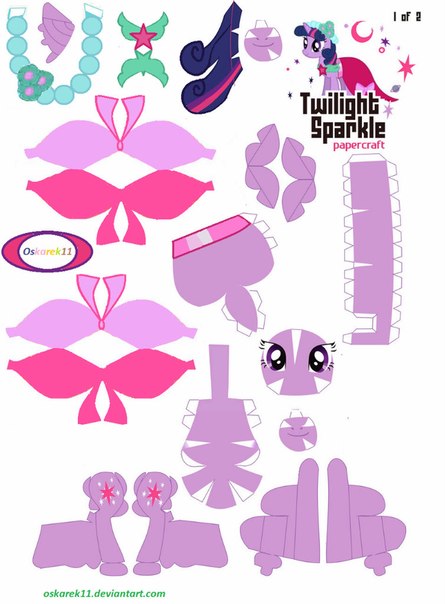 1 of 2
Twilight
Sparkle
papercraft
Oskarek11
oskarek11.deviantart.com